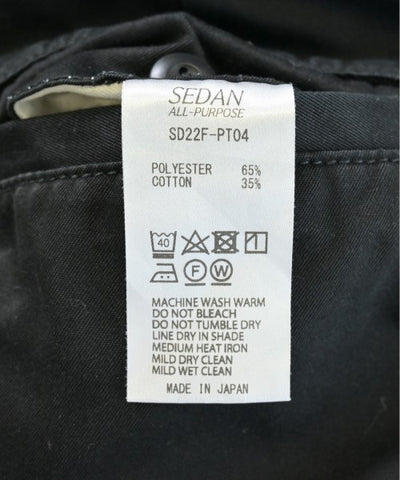 SEDAN
ALL-PURPOSE
SD22F-PT04
POLYESTER 65%
COTTON 35%
40
F W
MACHINE WASH WARM
DO NOT BLEACH
DO NOT TUMBLE DRY
LINE DRY IN SHADE
MEDIUM HEAT IRON
MILD DRY CLEAN
MILD WET CLEAN
MADE IN JAPAN